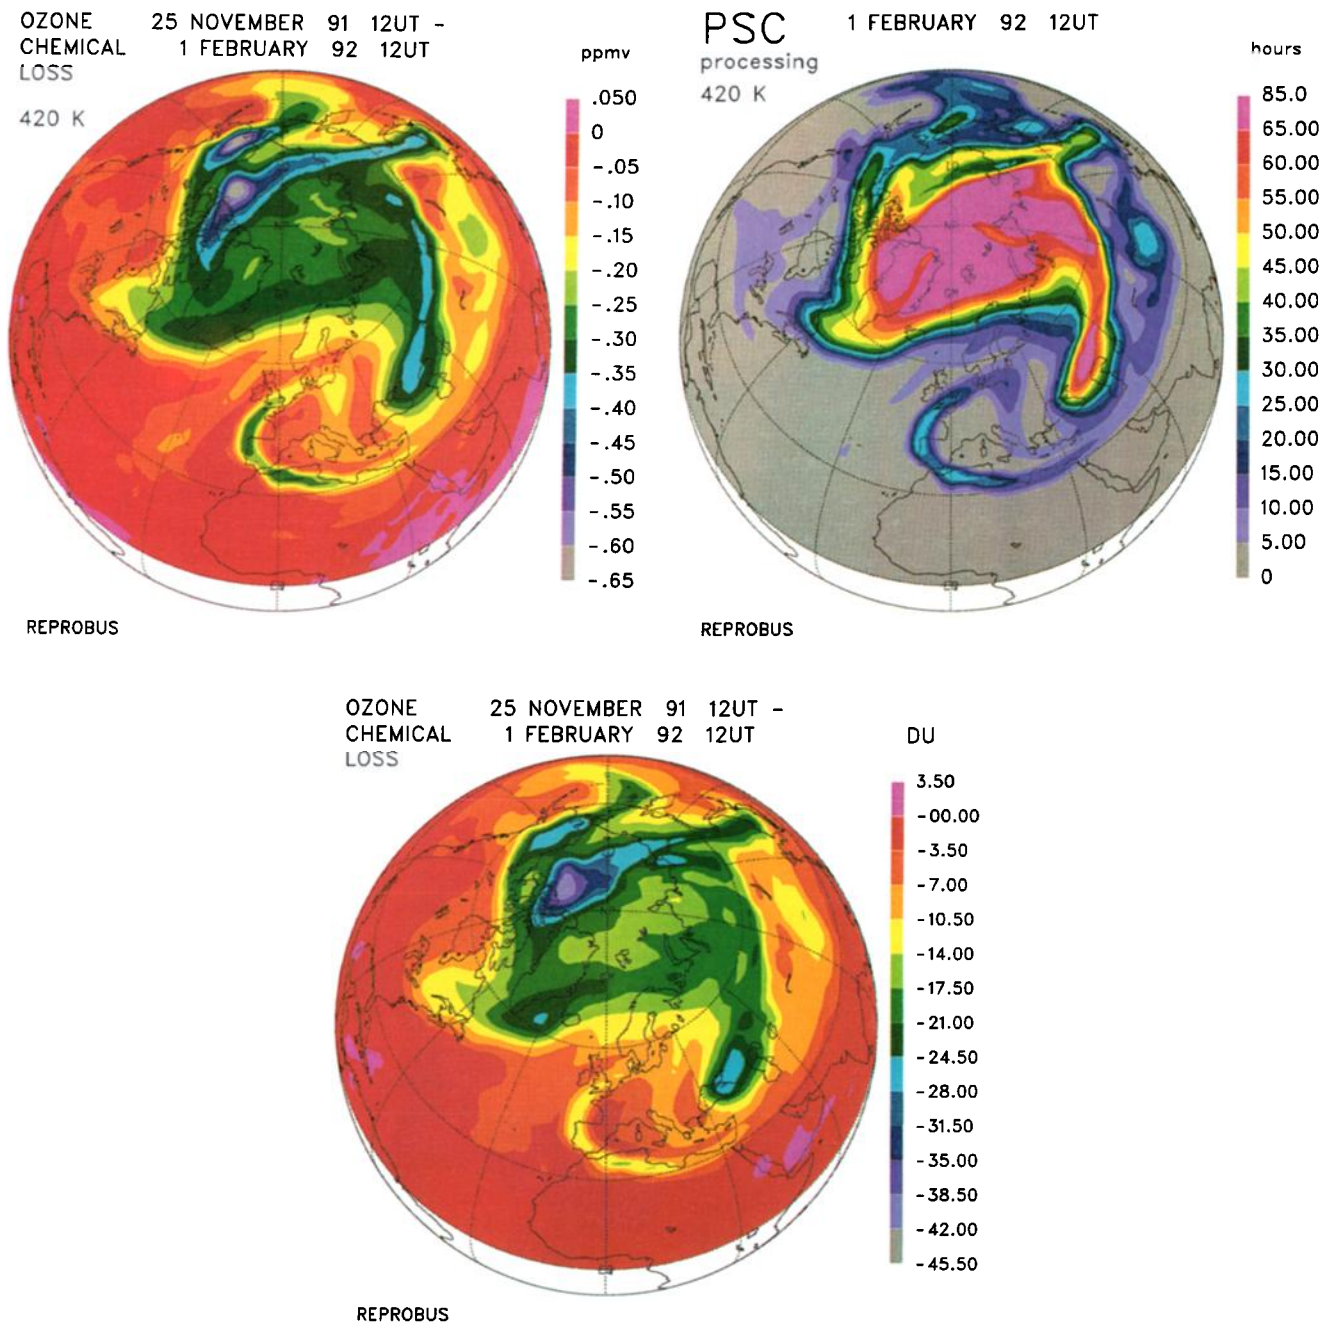 OZONE 25 NOVEMBER 91 12UT -
CHEMICAL 1 FEBRUARY 92 12UT
LOSS
420 K
ppmv
.050
0
-.05
-.10
-.15
-.20
-.25
-.30
-.35
-.40
-.45
-.50
-.55
-.60
-.65
REPROBUS
PSC 1 FEBRUARY 92 12UT
processing
420 K
hours
85.0
65.00
60.00
55.00
50.00
45.00
40.00
35.00
30.00
25.00
20.00
15.00
10.00
5.00
0
REPROBUS
OZONE 25 NOVEMBER 91 12UT -
CHEMICAL 1 FEBRUARY 92 12UT
LOSS
DU
3.50
-00.00
-3.50
-7.00
-10.50
-14.00
-17.50
-21.00
-24.50
-28.00
-31.50
-35.00
-38.50
-42.00
-45.50
REPROBUS